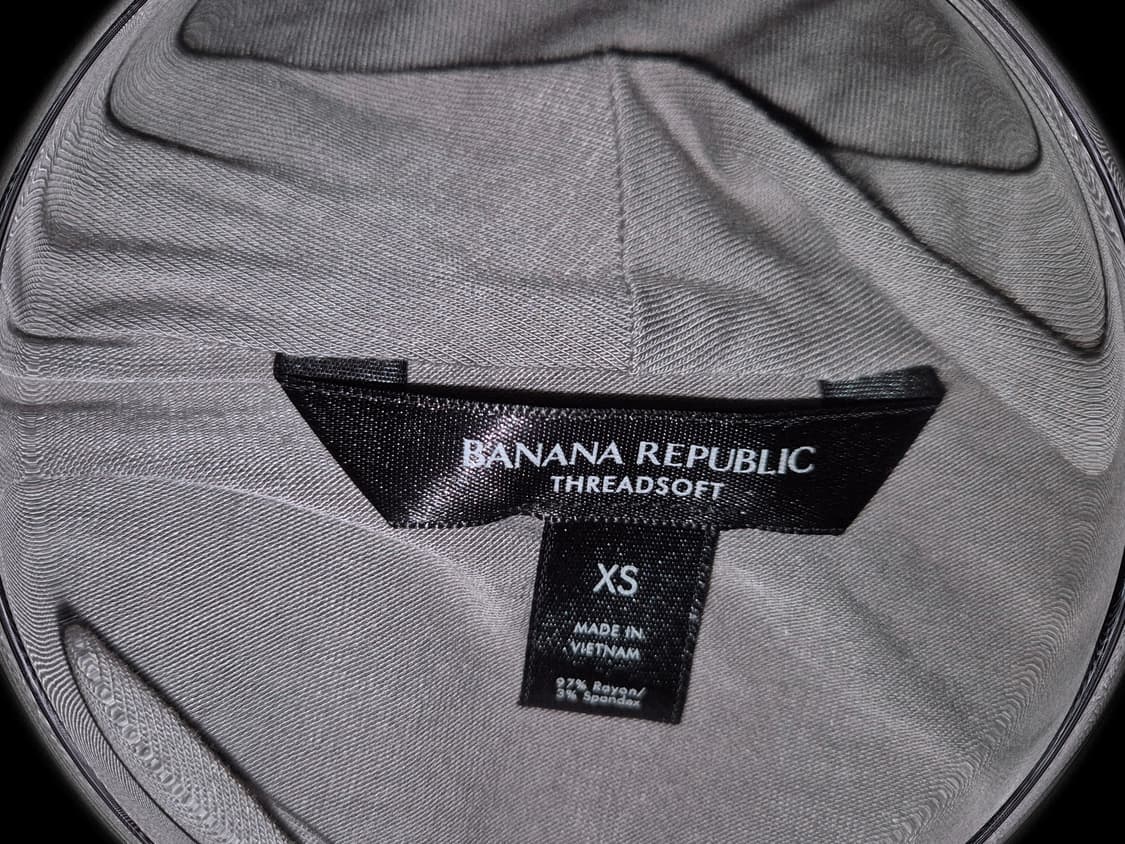 BANANA REPUBLIC
THREADSOFT
XS
MADE IN
VIETNAM
97% Rayon/
3% Spandex